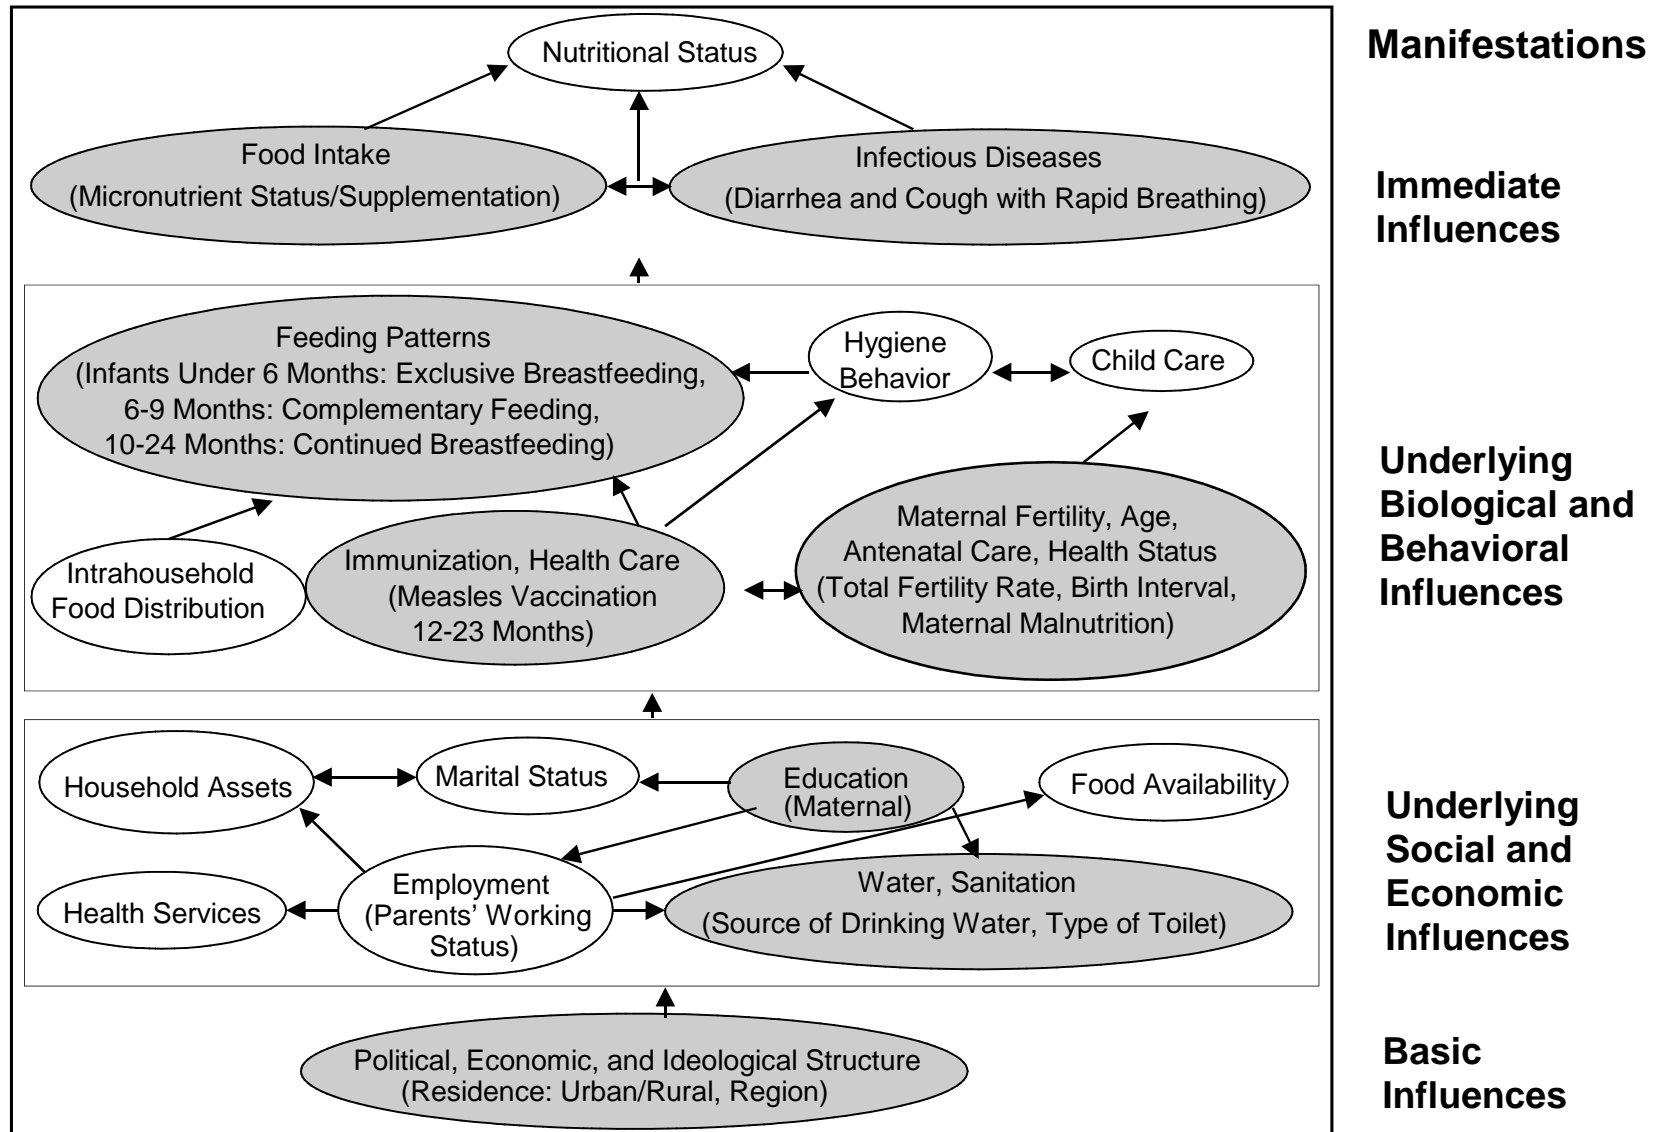 Manifestations
Nutritional Status
Food Intake
(Micronutrient Status/Supplementation)
Infectious Diseases
(Diarrhea and Cough with Rapid Breathing)
Immediate
Influences
Feeding Patterns
(Infants Under 6 Months: Exclusive Breastfeeding,
6-9 Months: Complementary Feeding,
10-24 Months: Continued Breastfeeding)
Hygiene
Behavior
Child Care
Intrahousehold
Food Distribution
Immunization, Health Care
(Measles Vaccination
12-23 Months)
Maternal Fertility, Age,
Antenatal Care, Health Status
(Total Fertility Rate, Birth Interval,
Maternal Malnutrition)
Underlying
Biological and
Behavioral
Influences
Household Assets
Marital Status
Education
(Maternal)
Food Availability
Health Services
Employment
(Parents’ Working
Status)
Water, Sanitation
(Source of Drinking Water, Type of Toilet)
Underlying
Social and
Economic
Influences
Political, Economic, and Ideological Structure
(Residence: Urban/Rural, Region)
Basic
Influences